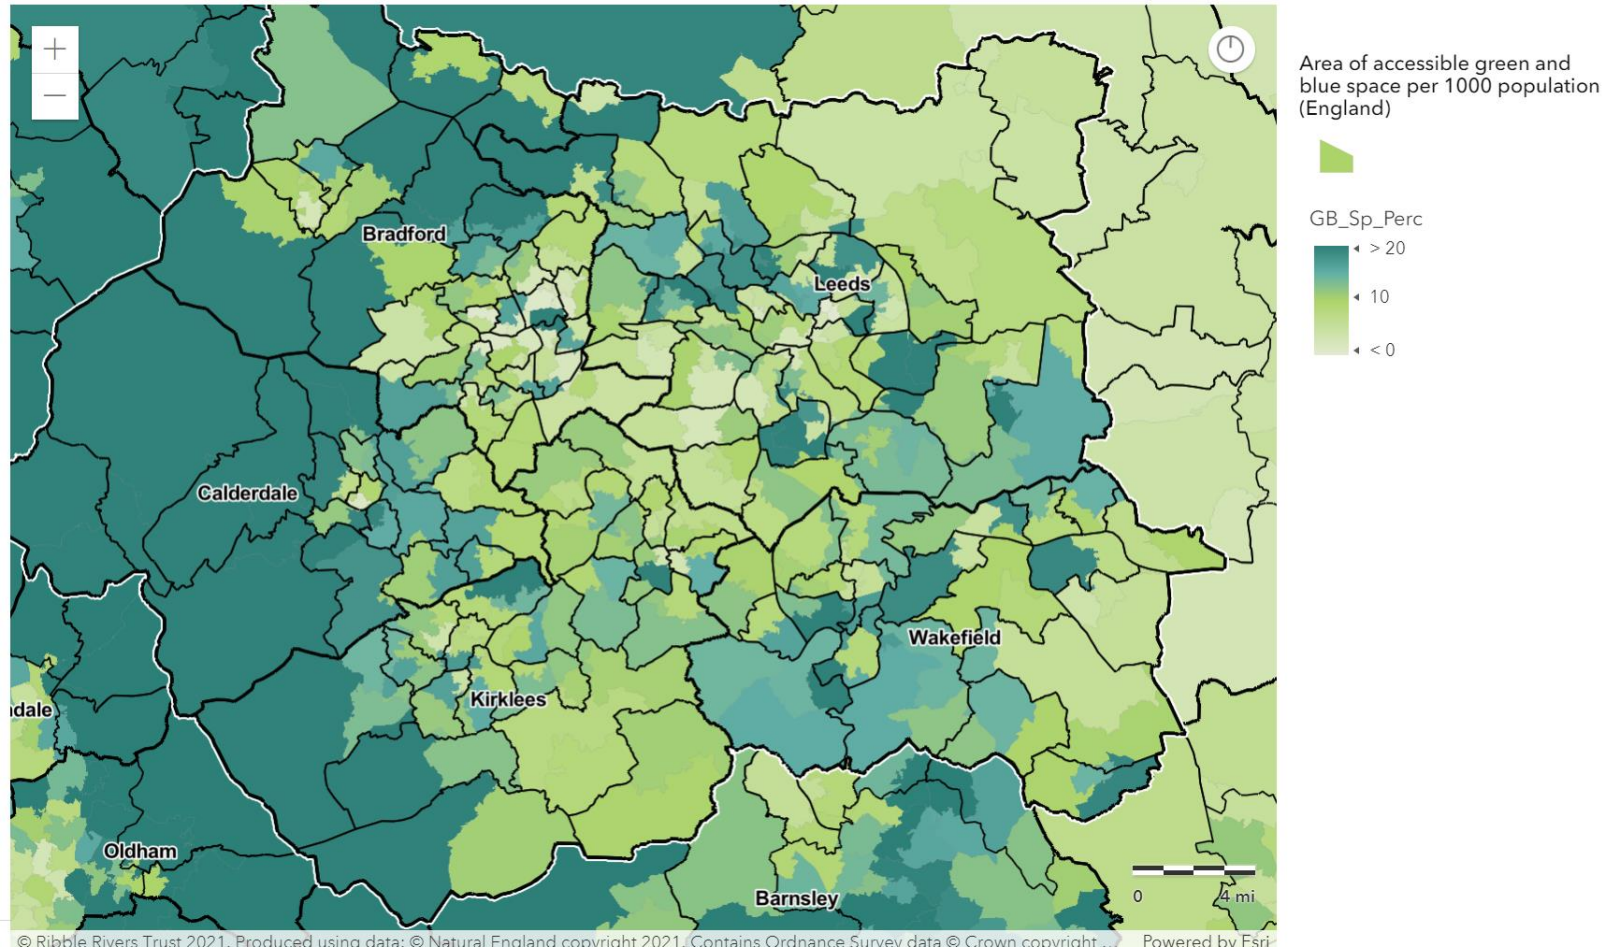 +
−
Area of accessible green and
blue space per 1000 population
(England)
GB_Sp_Perc
> 20
10
< 0
Bradford
Leeds
Calderdale
Wakefield
Kirklees
dale
Oldham
Barnsley
0 4 mi
© Ribble Rivers Trust 2021. Produced using data: © Natural England copyright 2021. Contains Ordnance Survey data © Crown copyright ... Powered by Esri